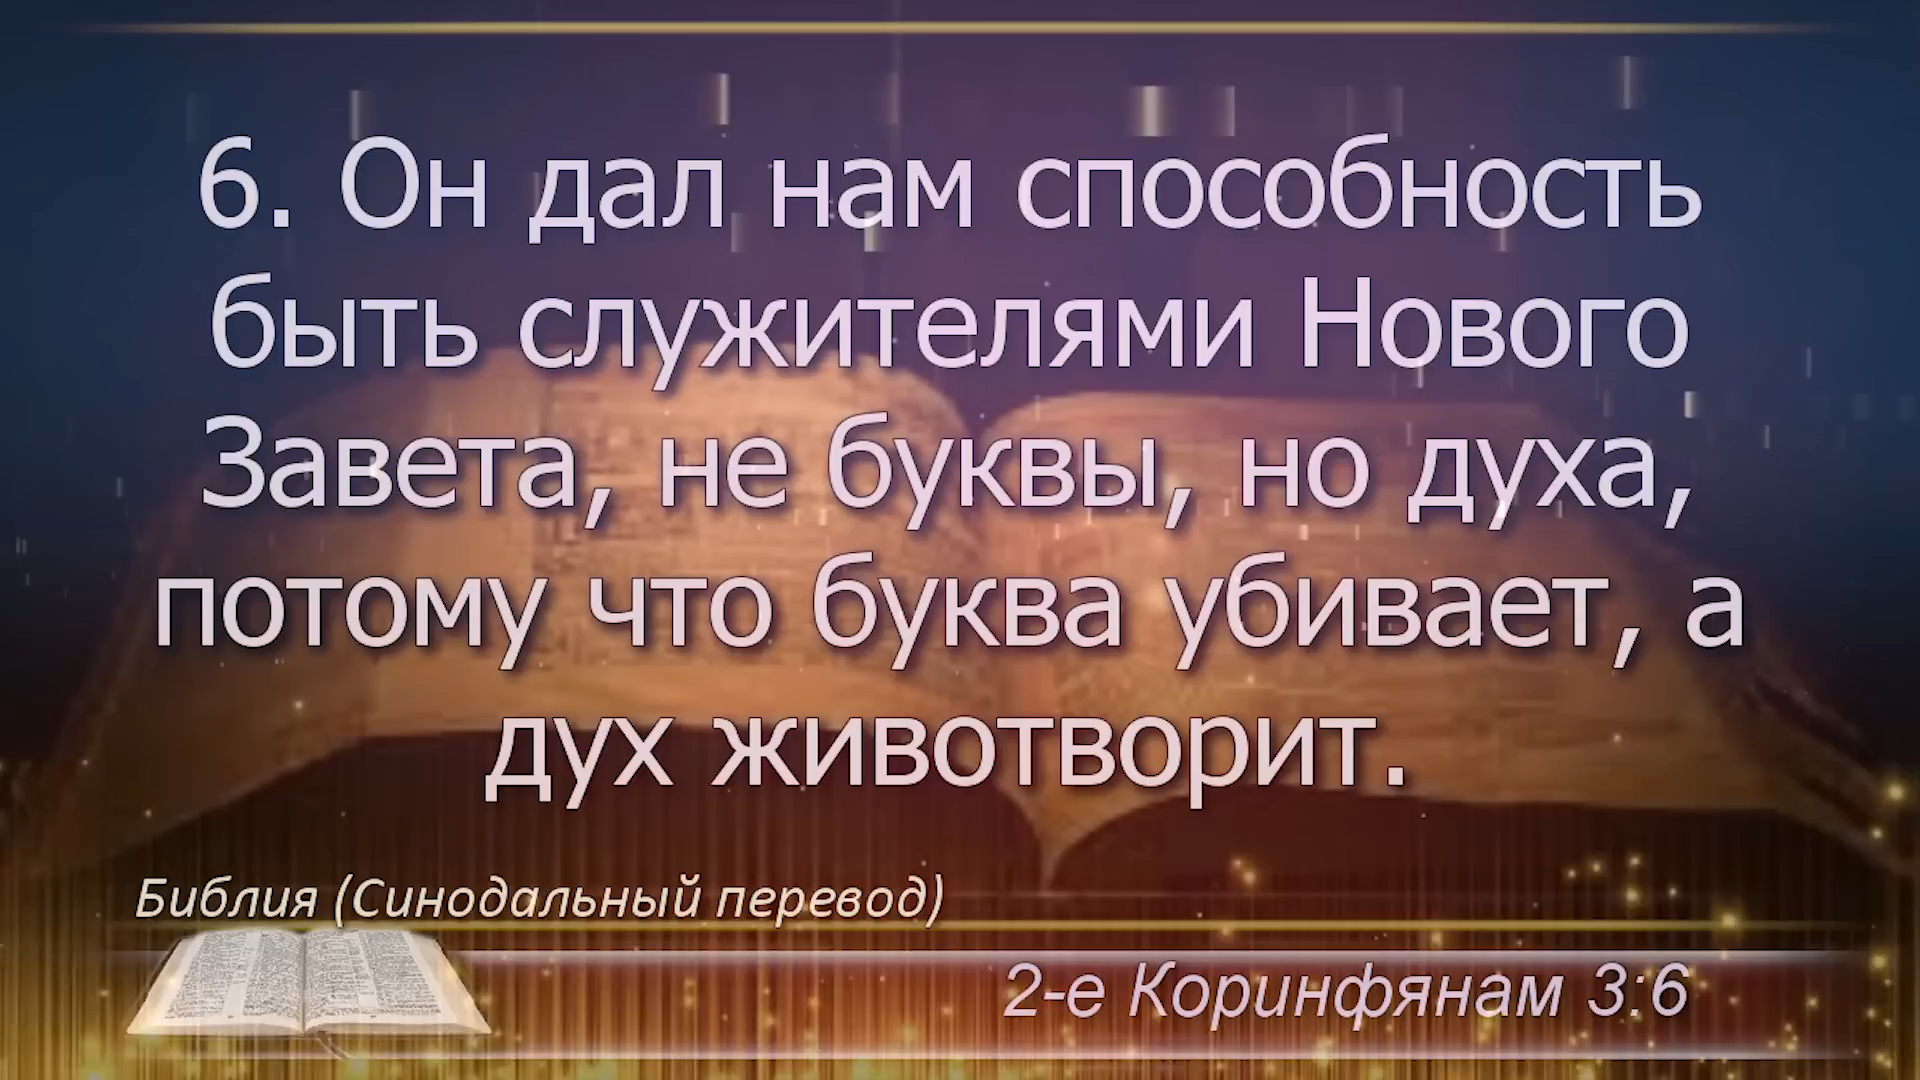 6. Он дал нам способность
быть служителями Нового
Завета, не буквы, но духа,
потому что буква убивает, а
дух животворит.
Библия (Синодальный перевод)
2-е Коринфянам 3:6